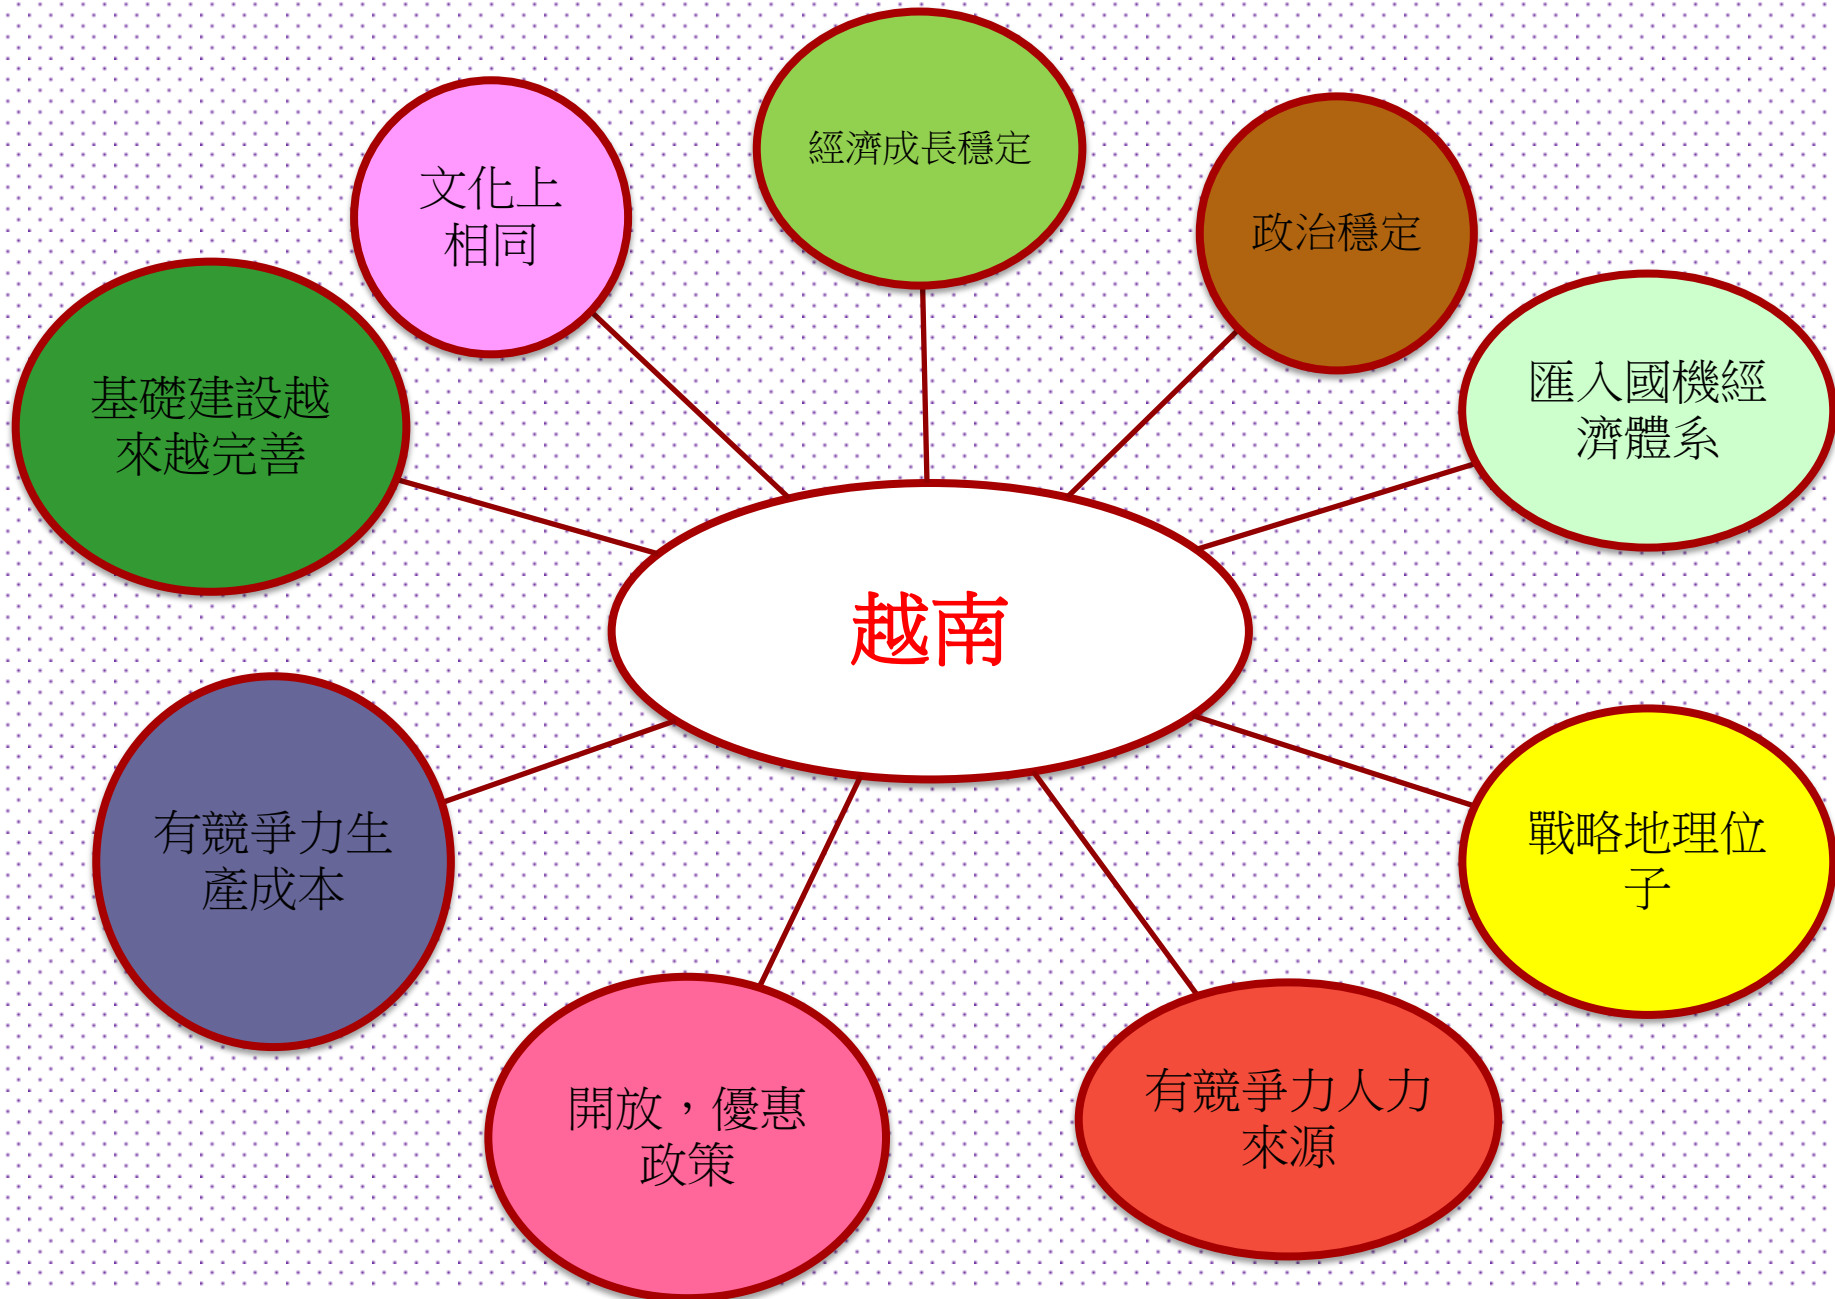 經濟成長穩定
文化上
相同
政治穩定
匯入國機經
濟體系
基礎建設越
來越完善
越南
有競爭力生
產成本
戰略地理位
子
開放，優惠
政策
有競爭力人力
來源